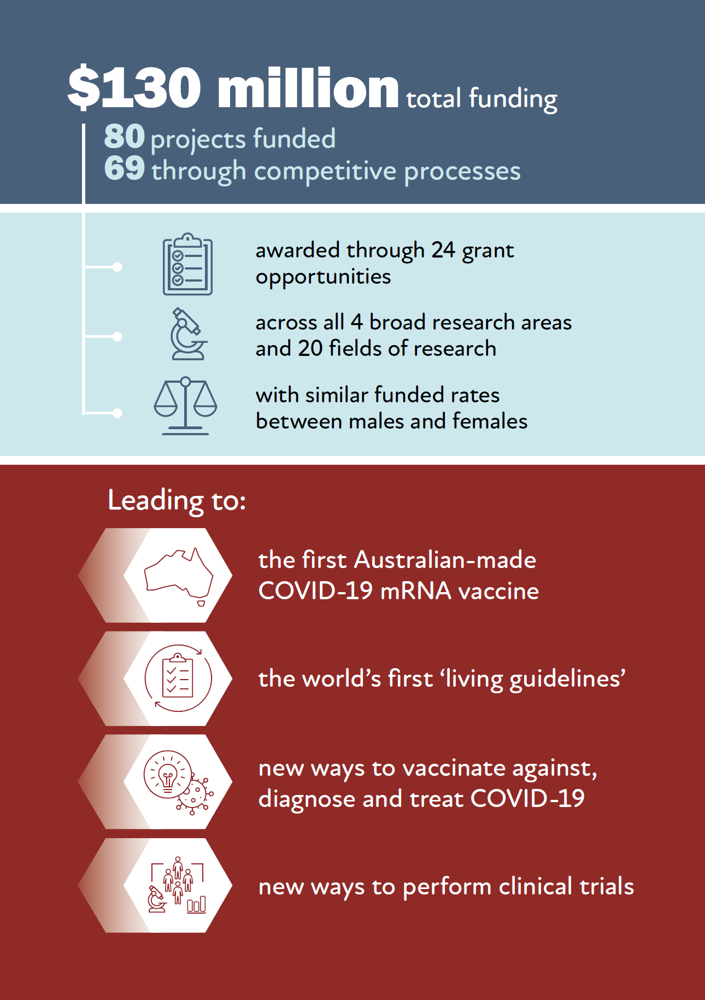 $130 million total funding
80 projects funded
69 through competitive processes
awarded through 24 grant
opportunities
across all 4 broad research areas
and 20 fields of research
with similar funded rates
between males and females
Leading to:
the first Australian-made
COVID-19 mRNA vaccine
the world’s first ‘living guidelines’
new ways to vaccinate against,
diagnose and treat COVID-19
new ways to perform clinical trials